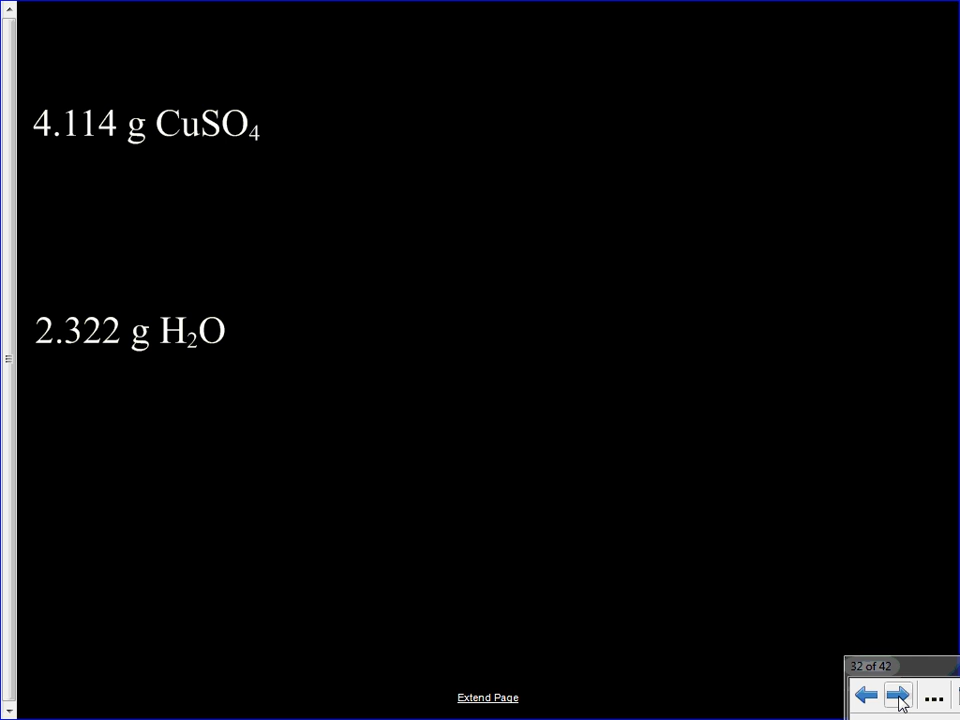 4.114 g CuSO₄
2.322 g H₂O
Extend Page
32 of 42
...